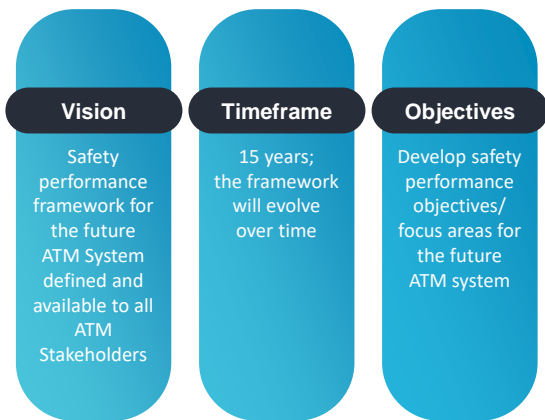 Vision
Safety
performance
framework for
the future
ATM System
defined and
available to all
ATM
Stakeholders
Timeframe
15 years;
the framework
will evolve
over time
Objectives
Develop safety
performance
objectives/
focus areas for
the future
ATM system